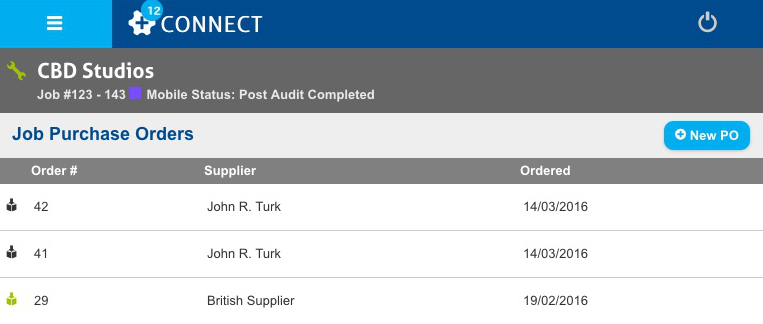 12
CONNECT
CBD Studios
Job #123 - 143 Mobile Status: Post Audit Completed
Job Purchase Orders
New PO
Order # Supplier Ordered
42 John R. Turk 14/03/2016
41 John R. Turk 14/03/2016
29 British Supplier 19/02/2016